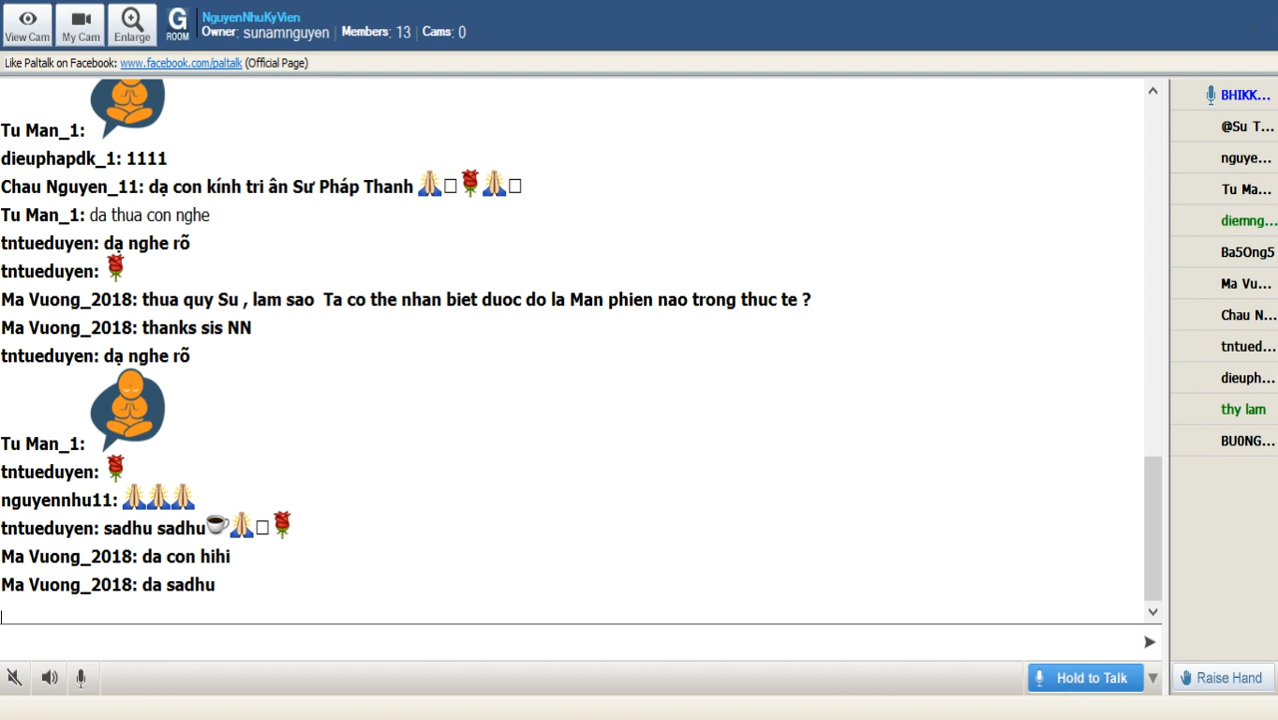 View Cam
My Cam
Enlarge
G
ROOM
NguyenNhuKyVien
Owner: sunamnguyen | Members: 13 | Cams: 0
Like Paltalk on Facebook: www.facebook.com/paltalk (Official Page)
Tu Man_1:
dieuphapdk_1: 1111
Chau Nguyen_11: dạ con kính tri ân Sư Pháp Thanh 🙏□🌹🙏□
Tu Man_1: da thua con nghe
tntueduyen: dạ nghe rõ
tntueduyen: 🌹
Ma Vuong_2018: thua quy Su , lam sao Ta co the nhan biet duoc do la Man phien nao trong thuc te ?
Ma Vuong_2018: thanks sis NN
tntueduyen: dạ nghe rõ
Tu Man_1:
tntueduyen: 🌹
nguyennhu11: 🙏🙏🙏
tntueduyen: sadhu sadhu☕🙏□🌹
Ma Vuong_2018: da con hihi
Ma Vuong_2018: da sadhu
BHIKK...
@Su T...
nguye...
Tu Ma...
diemng...
Ba5Ong5
Ma Vu...
Chau N...
tntued...
dieuph...
thy lam
BU0NG...
Hold to Talk
Raise Hand